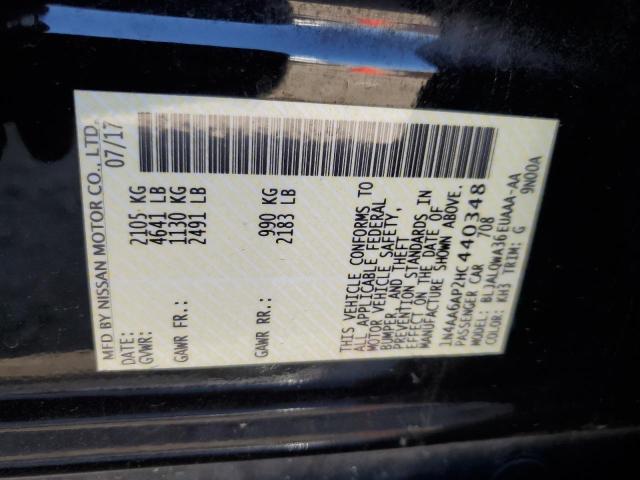 MFD BY NISSAN MOTOR CO., LTD.
DATE: 07/17
GVWR: 2105 KG
4641 LB
GAWR FR: 1130 KG
2491 LB
GAWR RR: 990 KG
2183 LB
THIS VEHICLE CONFORMS TO
ALL APPLICABLE FEDERAL
MOTOR VEHICLE SAFETY,
BUMPER, AND THEFT
PREVENTION STANDARDS IN
EFFECT ON THE DATE OF
MANUFACTURE SHOWN ABOVE.
1N4AA6AP2HC440348
PASSENGER CAR 708
MODEL: BLJALQWA36EUAAA-AA
COLOR: KH3 TRIM: G 9N00A